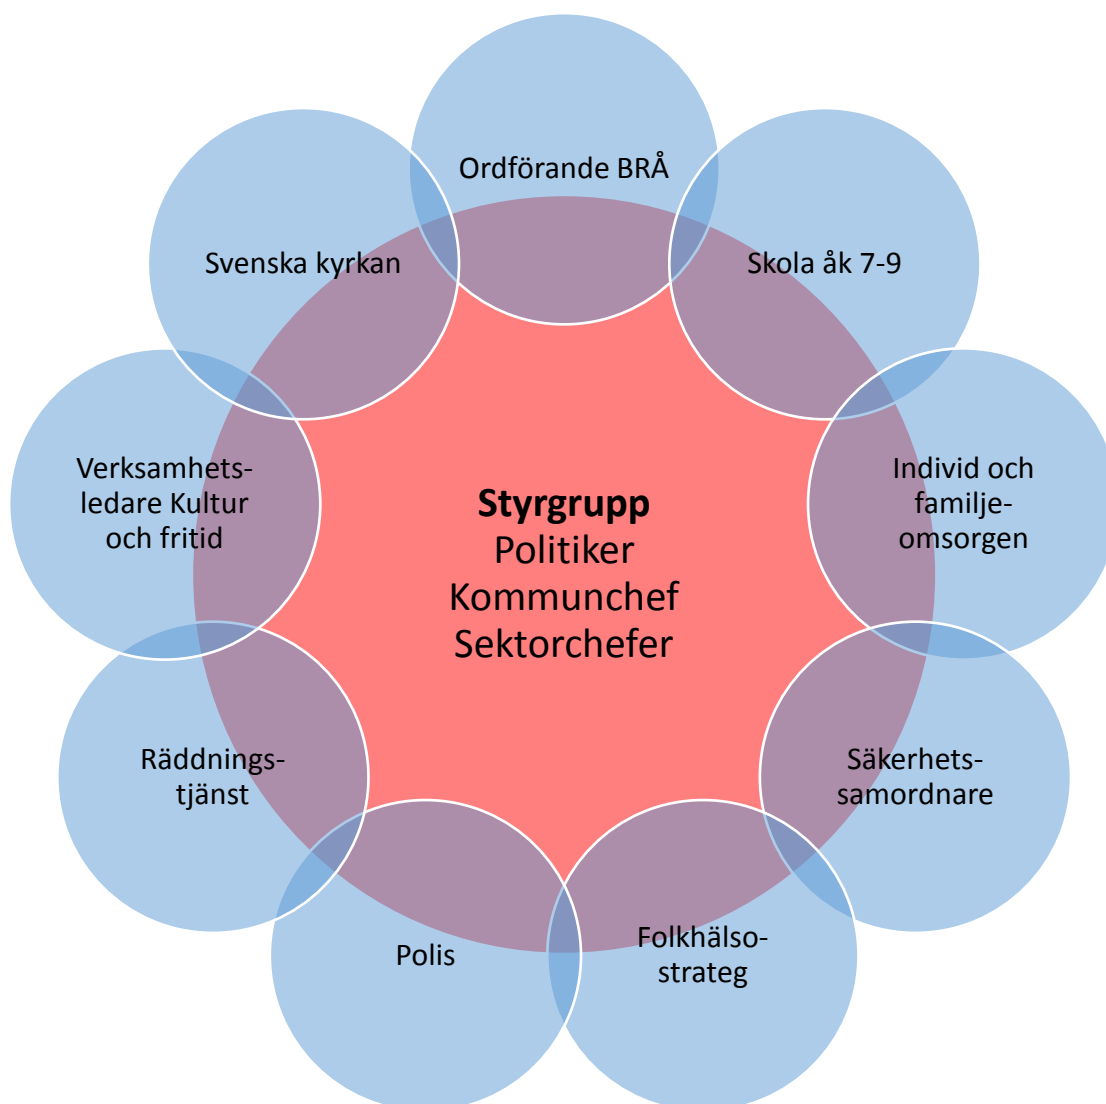 Ordförande BRÅ
Svenska kyrkan
Skola åk 7-9
Verksamhets-
ledare Kultur
och fritid
Styrgrupp
Politiker
Kommunchef
Sektorchefer
Individ och
familje-
omsorgen
Räddnings-
tjänst
Säkerhets-
samordnare
Polis
Folkhälso-
strateg